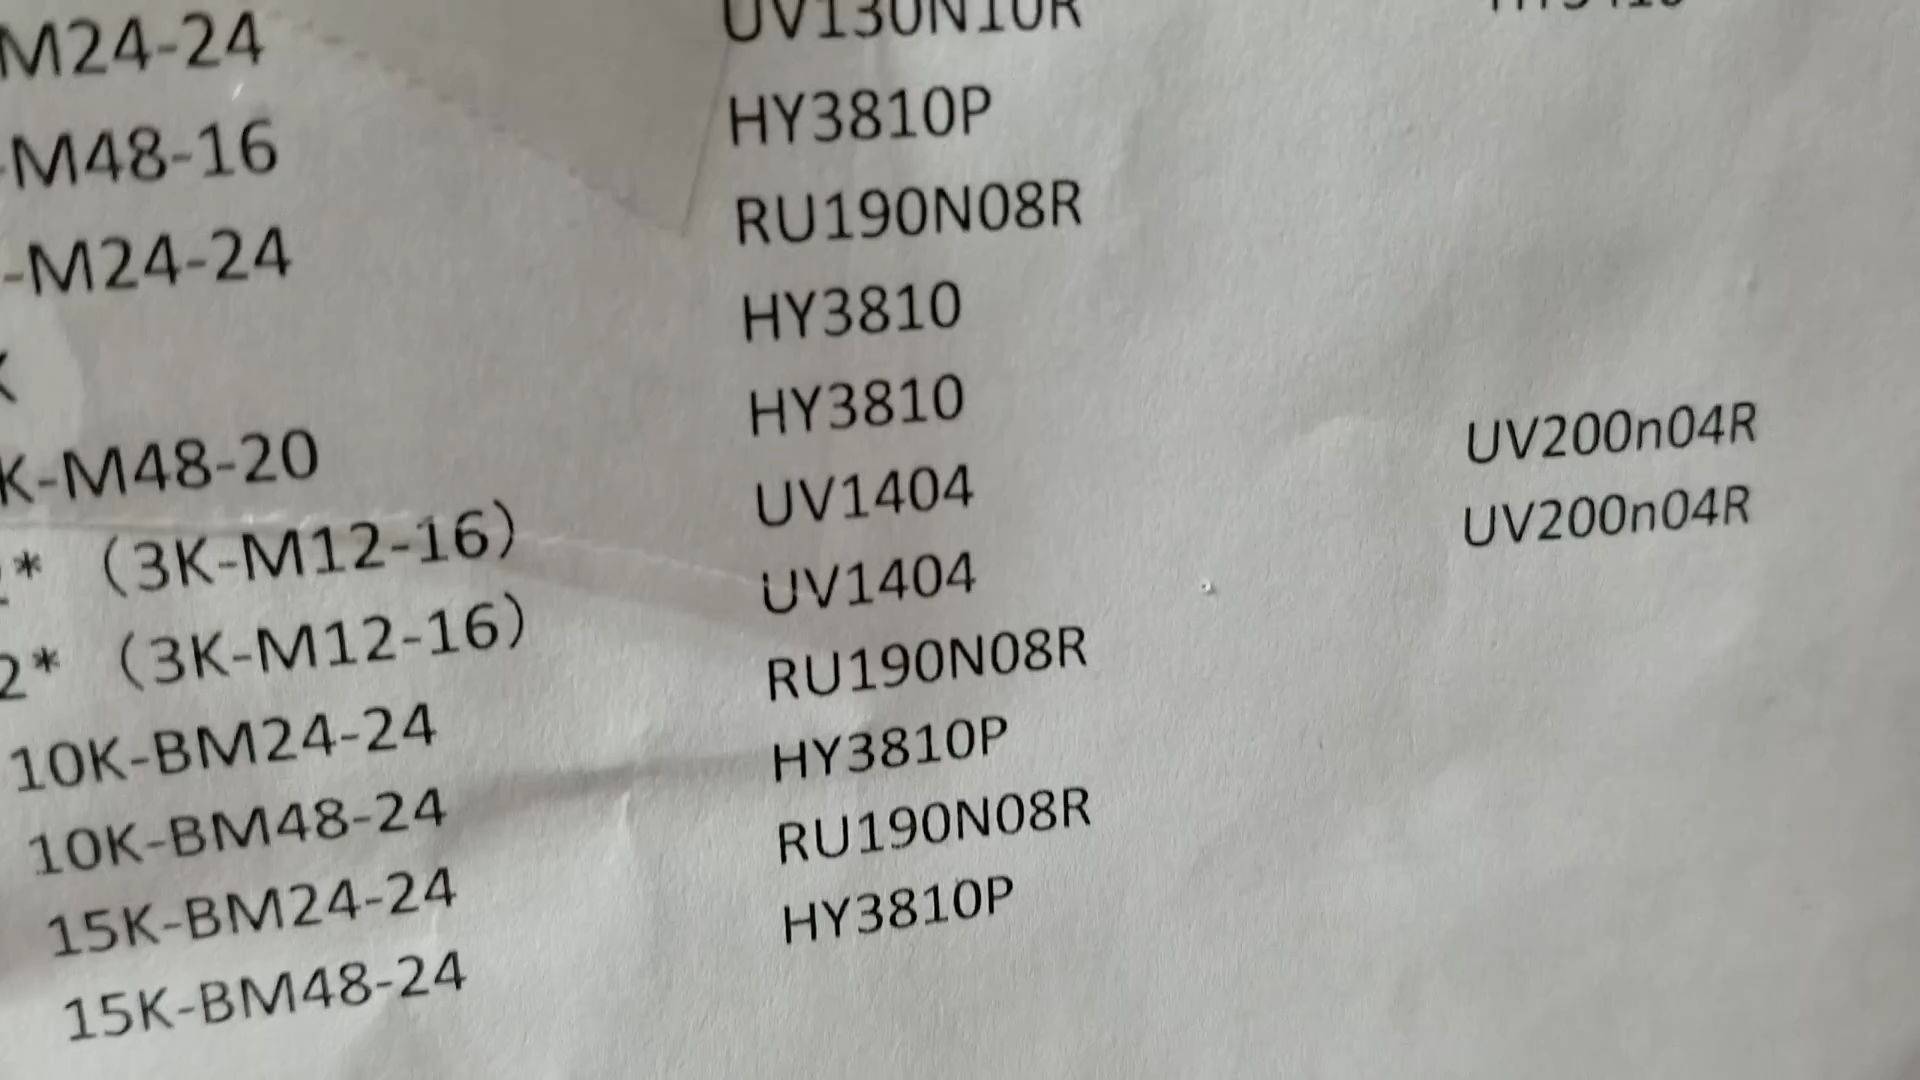 M24-24 UV130N10R
-M48-16 HY3810P
-M24-24 RU190N08R
K HY3810
K-M48-20 HY3810
2* （3K-M12-16） UV1404 UV200n04R
2* （3K-M12-16） UV1404 UV200n04R
10K-BM24-24 RU190N08R
10K-BM48-24 HY3810P
15K-BM24-24 RU190N08R
15K-BM48-24 HY3810P